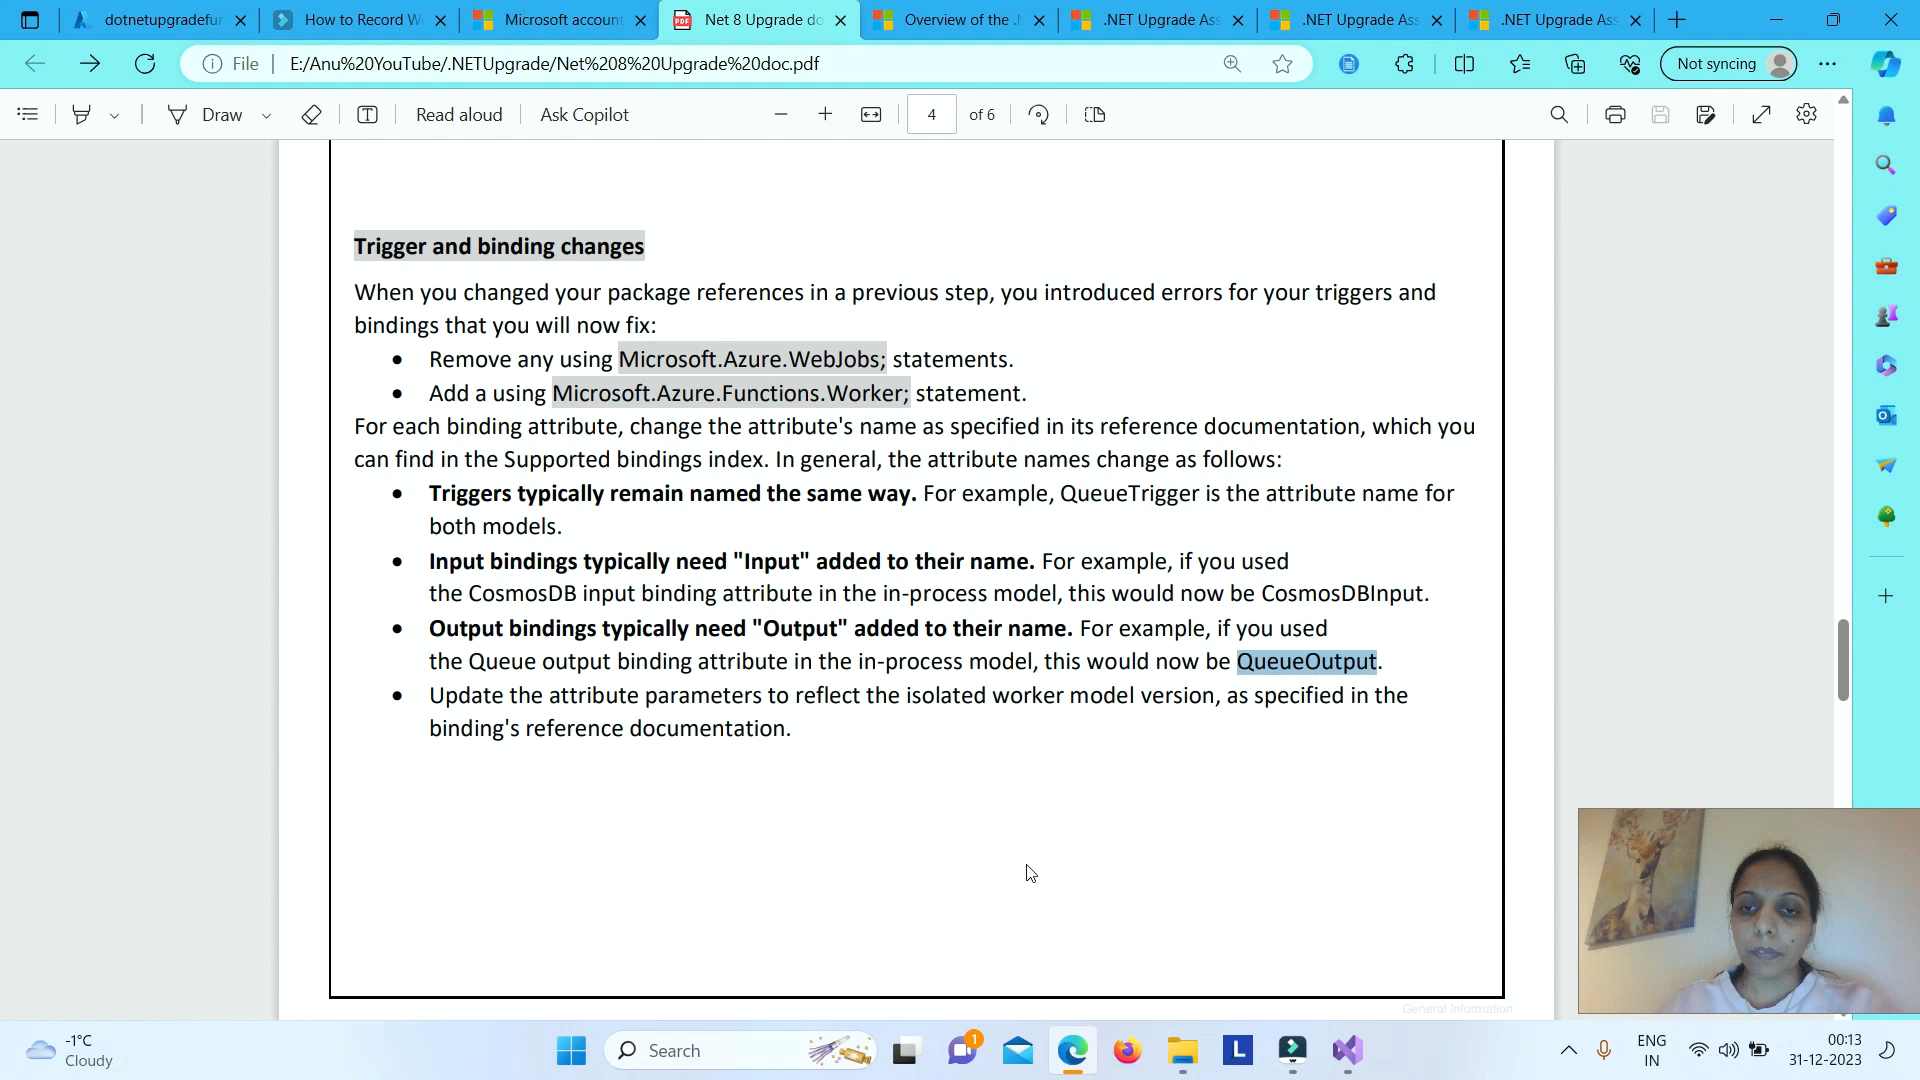 dotnetupgradefur
How to Record W
Microsoft account
Net 8 Upgrade do
Overview of the .
.NET Upgrade Ass
.NET Upgrade Ass
.NET Upgrade Ass
File
E:/Anu%20YouTube/.NETUpgrade/Net%208%20Upgrade%20doc.pdf
Not syncing
Draw
Read aloud
Ask Copilot
4
of 6
Trigger and binding changes
When you changed your package references in a previous step, you introduced errors for your triggers and
bindings that you will now fix:
• Remove any using Microsoft.Azure.WebJobs; statements.
• Add a using Microsoft.Azure.Functions.Worker; statement.
For each binding attribute, change the attribute's name as specified in its reference documentation, which you
can find in the Supported bindings index. In general, the attribute names change as follows:
• Triggers typically remain named the same way. For example, QueueTrigger is the attribute name for
both models.
• Input bindings typically need "Input" added to their name. For example, if you used
the CosmosDB input binding attribute in the in-process model, this would now be CosmosDBInput.
• Output bindings typically need "Output" added to their name. For example, if you used
the Queue output binding attribute in the in-process model, this would now be QueueOutput.
• Update the attribute parameters to reflect the isolated worker model version, as specified in the
binding's reference documentation.
General Information
-1°C
Cloudy
Search
1
L
ENG
IN
00:13
31-12-2023